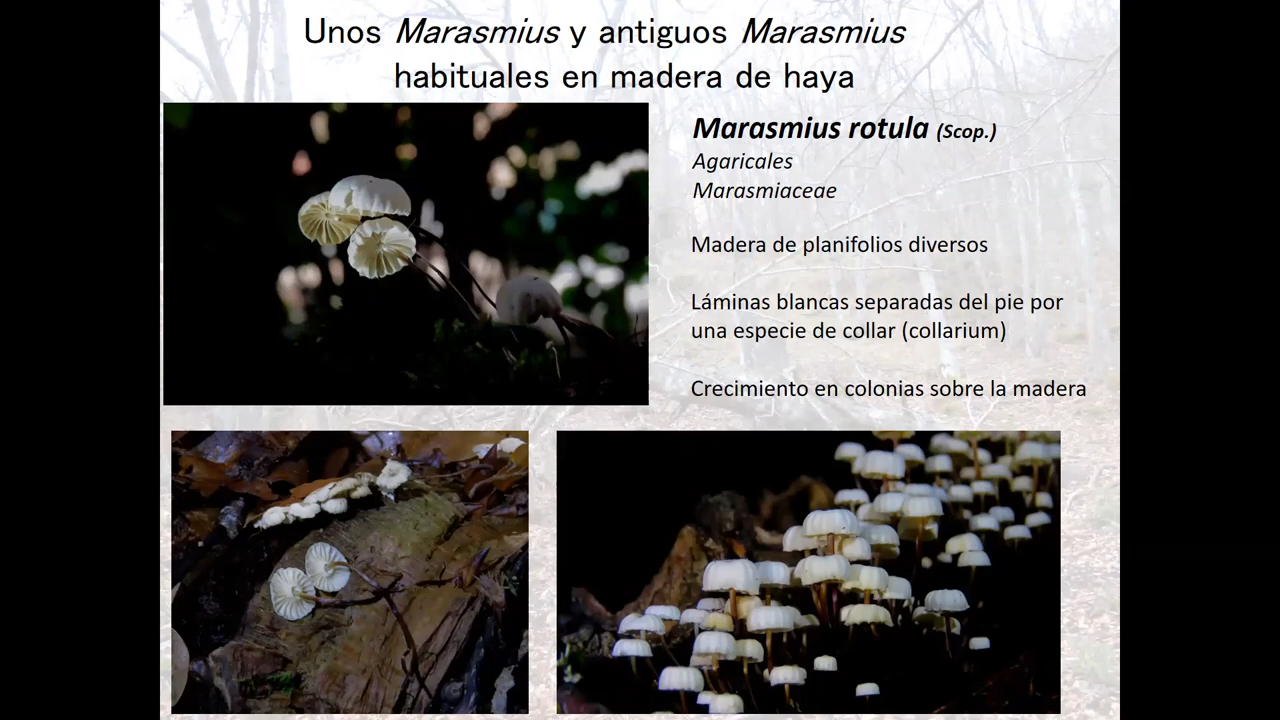 Unos Marasmius y antiguos Marasmius
habituales en madera de haya
Marasmius rotula (Scop.)
Agaricales
Marasmiaceae
Madera de planifolios diversos
Láminas blancas separadas del pie por
una especie de collar (collarium)
Crecimiento en colonias sobre la madera